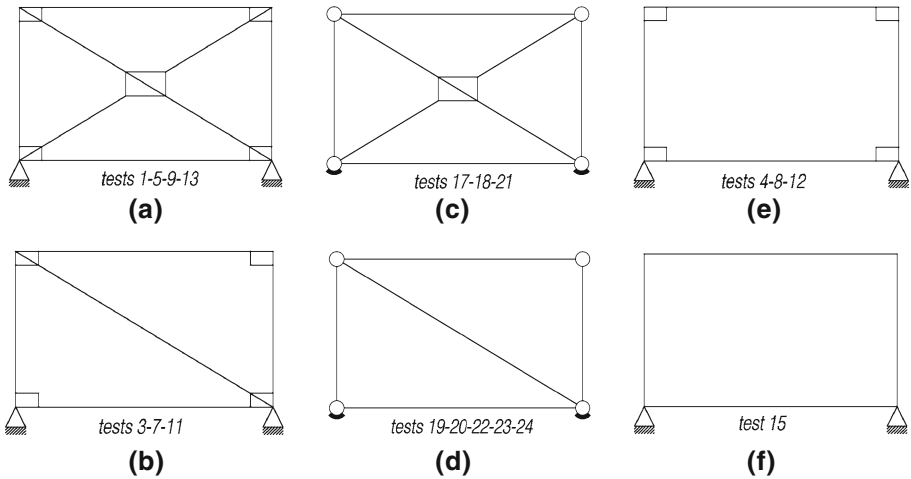 tests 1-5-9-13
(a)
tests 17-18-21
(c)
tests 4-8-12
(e)
tests 3-7-11
(b)
tests 19-20-22-23-24
(d)
test 15
(f)